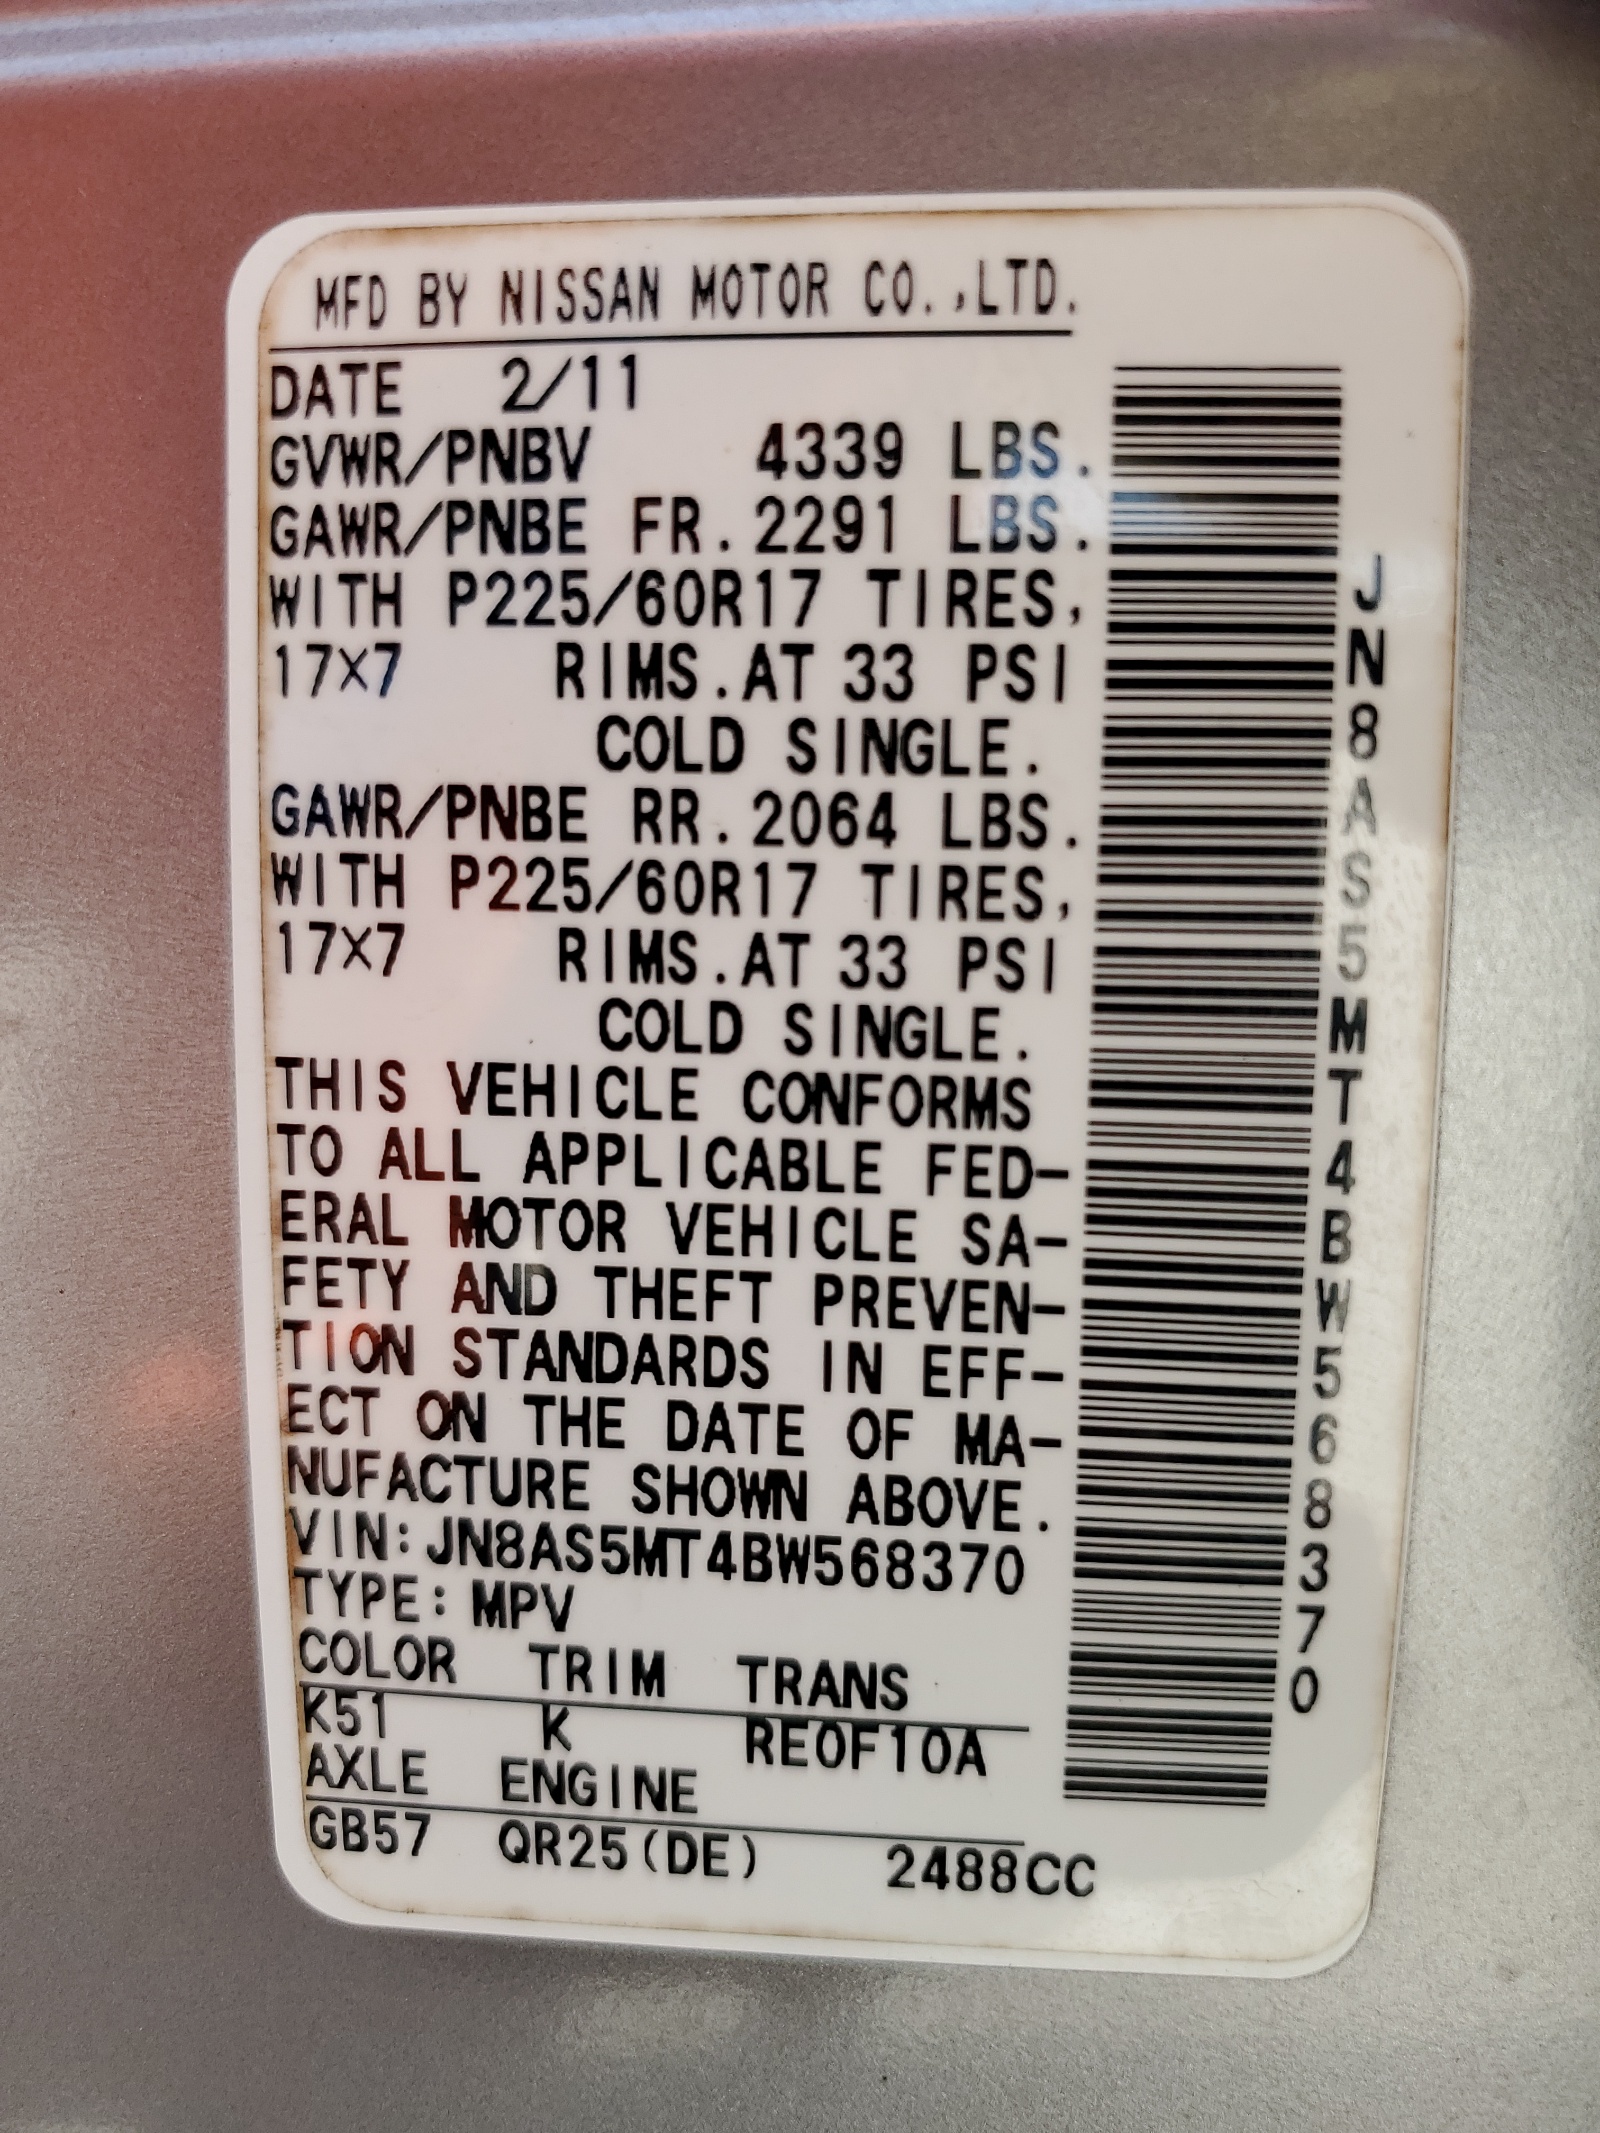 MFD BY NISSAN MOTOR CO.,LTD.
DATE 2/11
GVWR/PNBV 4339 LBS.
GAWR/PNBE FR. 2291 LBS.
WITH P225/60R17 TIRES,
17X7 RIMS.AT 33 PSI
COLD SINGLE.
GAWR/PNBE RR. 2064 LBS.
WITH P225/60R17 TIRES,
17X7 RIMS.AT 33 PSI
COLD SINGLE.
THIS VEHICLE CONFORMS
TO ALL APPLICABLE FED-
ERAL MOTOR VEHICLE SA-
FETY AND THEFT PREVEN-
TION STANDARDS IN EFF-
ECT ON THE DATE OF MA-
NUFACTURE SHOWN ABOVE.
VIN:JN8AS5MT4BW568370
TYPE:MPV
COLOR TRIM TRANS
K51 K RE0F10A
AXLE ENGINE
GB57 QR25(DE) 2488CC
JN8AS5MT4BW568370